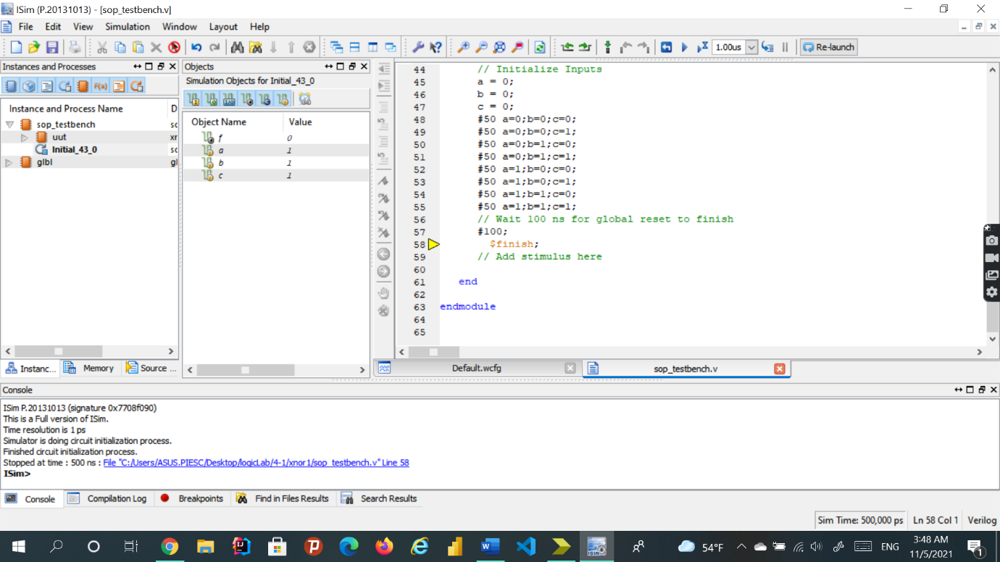 ISim (P.20131013) - [sop_testbench.v]
File Edit View Simulation Window Layout Help
1.00us Re-launch
Instances and Processes
Instance and Process Name D
sop_testbench sc
uut xr
Initial_43_0 sc
glbl gl
Instanc... Memory Source ...
Objects
Simulation Objects for Initial_43_0
Object Name Value
f 0
a 1
b 1
c 1
44 // Initialize Inputs
45 a = 0;
46 b = 0;
47 c = 0;
48 #50 a=0;b=0;c=0;
49 #50 a=0;b=0;c=1;
50 #50 a=0;b=1;c=0;
51 #50 a=0;b=1;c=1;
52 #50 a=1;b=0;c=0;
53 #50 a=1;b=0;c=1;
54 #50 a=1;b=1;c=0;
55 #50 a=1;b=1;c=1;
56 // Wait 100 ns for global reset to finish
57 #100;
58 $finish;
59 // Add stimulus here
60
61 end
62
63 endmodule
64
65
Default.wcfg sop_testbench.v
Console
ISim P.20131013 (signature 0x7708f090)
This is a Full version of ISim.
Time resolution is 1 ps
Simulator is doing circuit initialization process.
Finished circuit initialization process.
Stopped at time : 500 ns : File "C:/Users/ASUS.PIESC/Desktop/logicLab/4-1/xnor1/sop_testbench.v" Line 58
ISim>
Console Compilation Log Breakpoints Find in Files Results Search Results
Sim Time: 500,000 ps Ln 58 Col 1 Verilog
54°F ENG 3:48 AM
11/5/2021 1